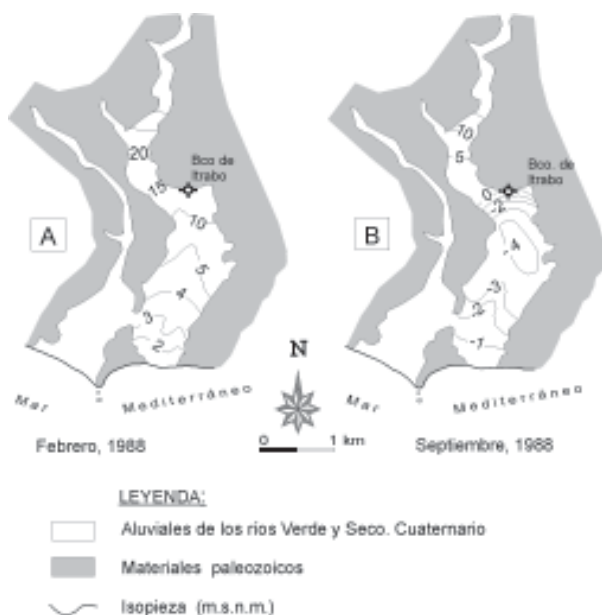 20
Bco de
Itrabo
15
10
A
5
4
3
2
Mar Mediterráneo
Febrero, 1988
10
5
Bco. de
Itrabo
0
-2
B
-4
-3
-2
-1
Mar Mediterráneo
Septiembre, 1988
N
0 1 km
LEYENDA:
Aluviales de los ríos Verde y Seco. Cuaternario
Materiales paleozoicos
Isopieza (m.s.n.m.)